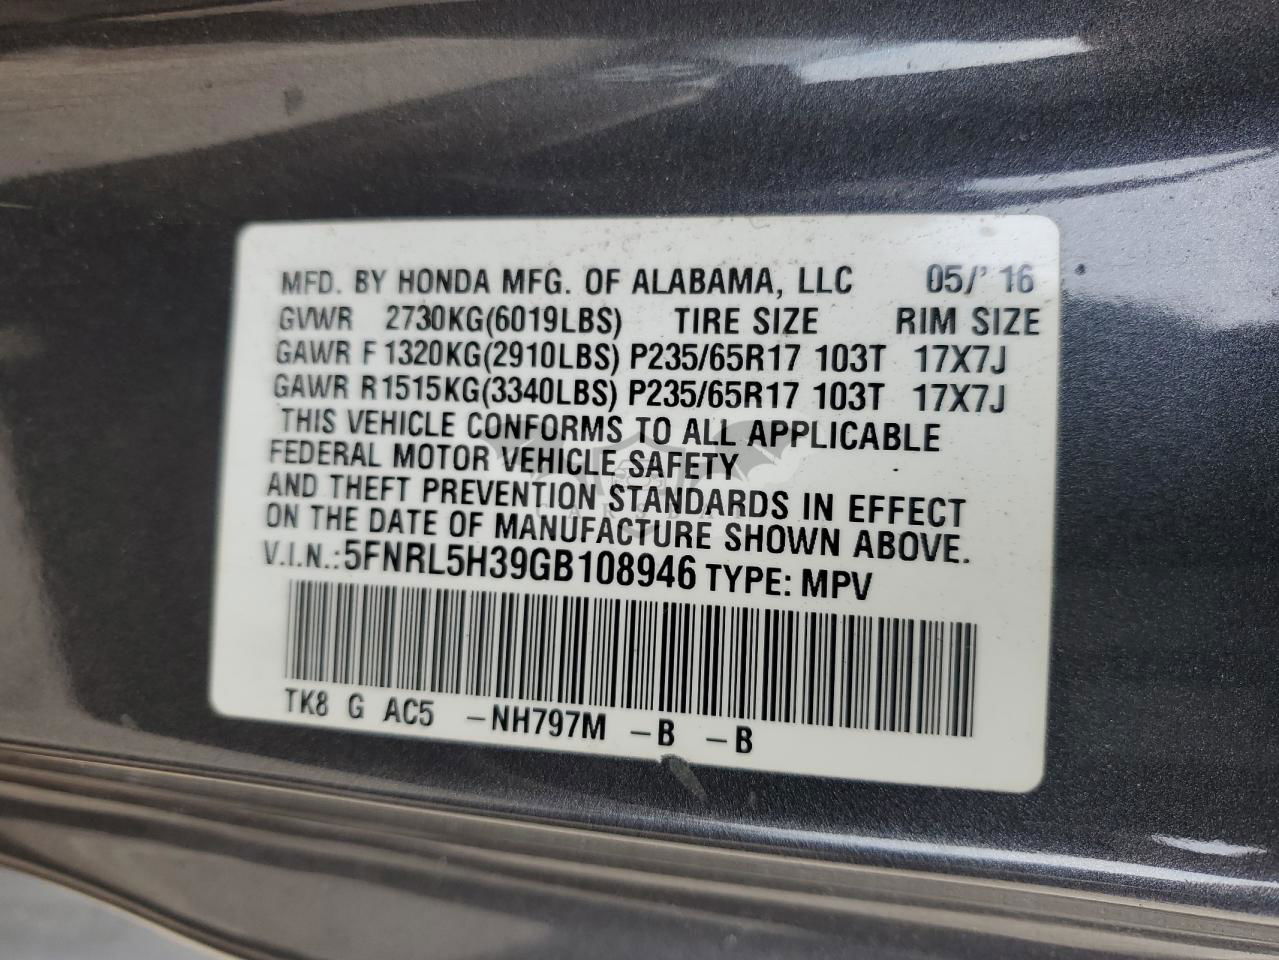 MFD. BY HONDA MFG. OF ALABAMA, LLC 05/' 16
GVWR 2730KG(6019LBS) TIRE SIZE RIM SIZE
GAWR F 1320KG(2910LBS) P235/65R17 103T 17X7J
GAWR R1515KG(3340LBS) P235/65R17 103T 17X7J
THIS VEHICLE CONFORMS TO ALL APPLICABLE
FEDERAL MOTOR VEHICLE SAFETY
AND THEFT PREVENTION STANDARDS IN EFFECT
ON THE DATE OF MANUFACTURE SHOWN ABOVE.
V.I.N.:5FNRL5H39GB108946 TYPE: MPV
TK8 G AC5 -NH797M -B -B